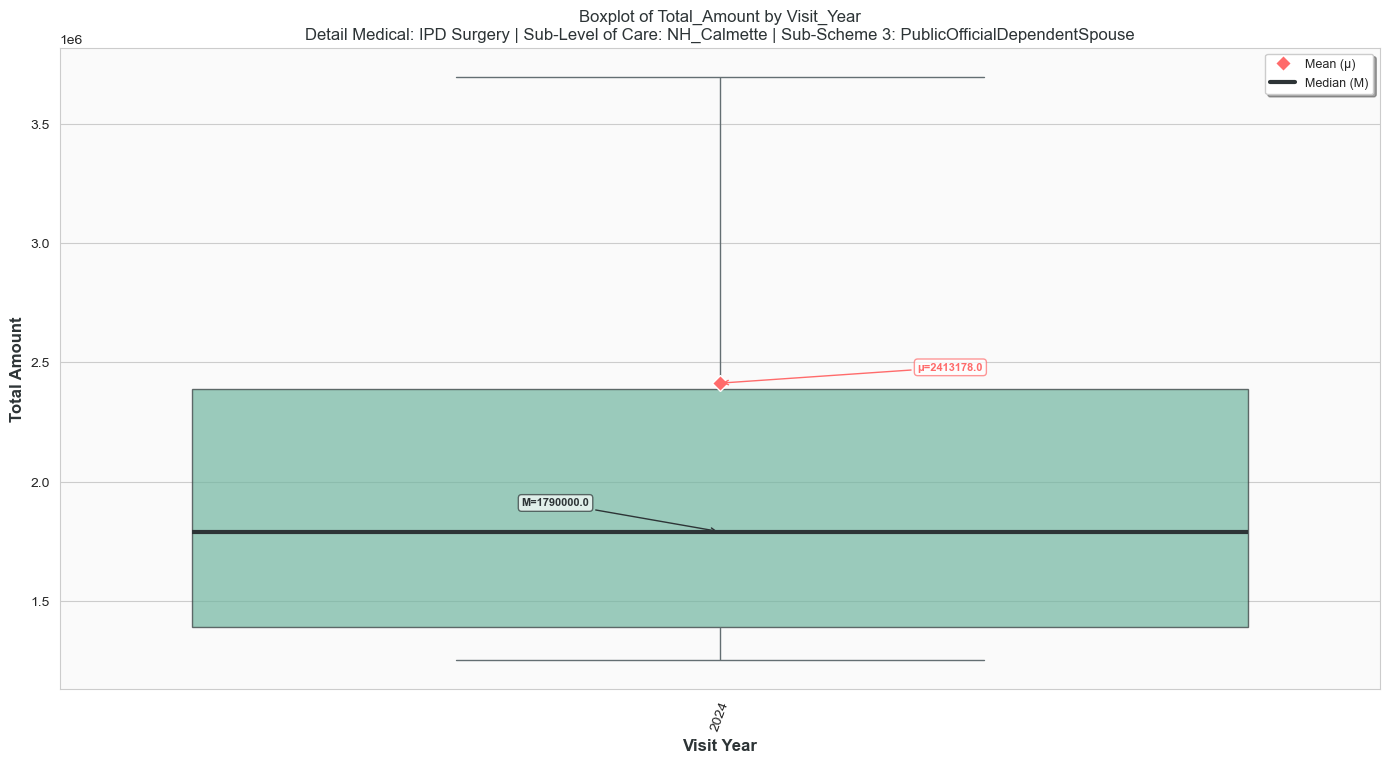 Boxplot of Total_Amount by Visit_Year
Detail Medical: IPD Surgery | Sub-Level of Care: NH_Calmette | Sub-Scheme 3: PublicOfficialDependentSpouse
1e6
Mean (μ)
Median (M)
3.5
3.0
2.5
2.0
1.5
Total Amount
μ=2413178.0
M=1790000.0
2024
Visit Year